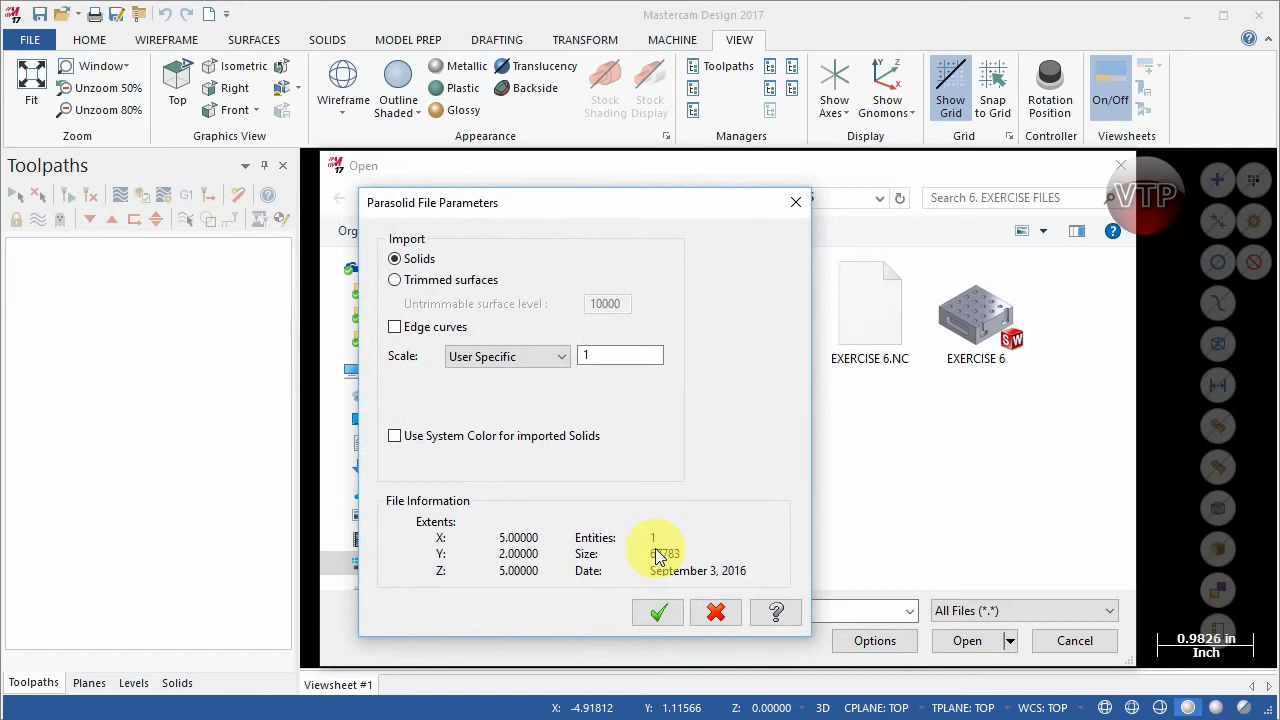 Mastercam Design 2017
FILE HOME WIREFRAME SURFACES SOLIDS MODEL PREP DRAFTING TRANSFORM MACHINE VIEW
Fit
Window
Unzoom 50%
Unzoom 80%
Zoom
Top
Isometric
Right
Front
Graphics View
Wireframe
Outline
Shaded
Metallic
Plastic
Glossy
Translucency
Backside
Stock
Shading
Stock
Display
Appearance
Toolpaths
Managers
Show
Axes
Show
Gnomons
Display
Show
Grid
Snap
to Grid
Grid
Rotation
Position
Controller
On/Off
Viewsheets
Toolpaths
G1
Open
VTP
Search 6. EXERCISE FILES
Parasolid File Parameters
Import
Solids
Trimmed surfaces
Untrimmable surface level : 10000
Edge curves
Scale: User Specific 1
Use System Color for imported Solids
File Information
Extents:
X: 5.00000 Entities: 1
Y: 2.00000 Size:
Z: 5.00000 Date: September 3, 2016
EXERCISE 6.NC
EXERCISE 6
All Files (*.*)
Options Open Cancel
0.9826 in
Inch
Toolpaths Planes Levels Solids
Viewsheet #1
X: -4.91812 Y: 1.11566 Z: 0.00000 3D CPLANE: TOP TPLANE: TOP WCS: TOP